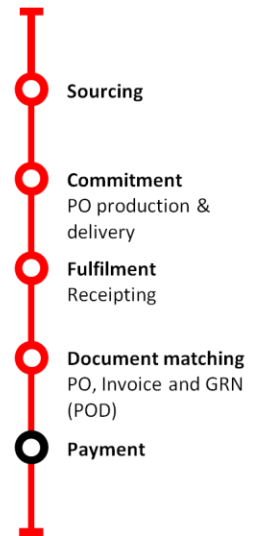 Sourcing
Commitment
PO production &
delivery
Fulfilment
Receipting
Document matching
PO, Invoice and GRN
(POD)
Payment